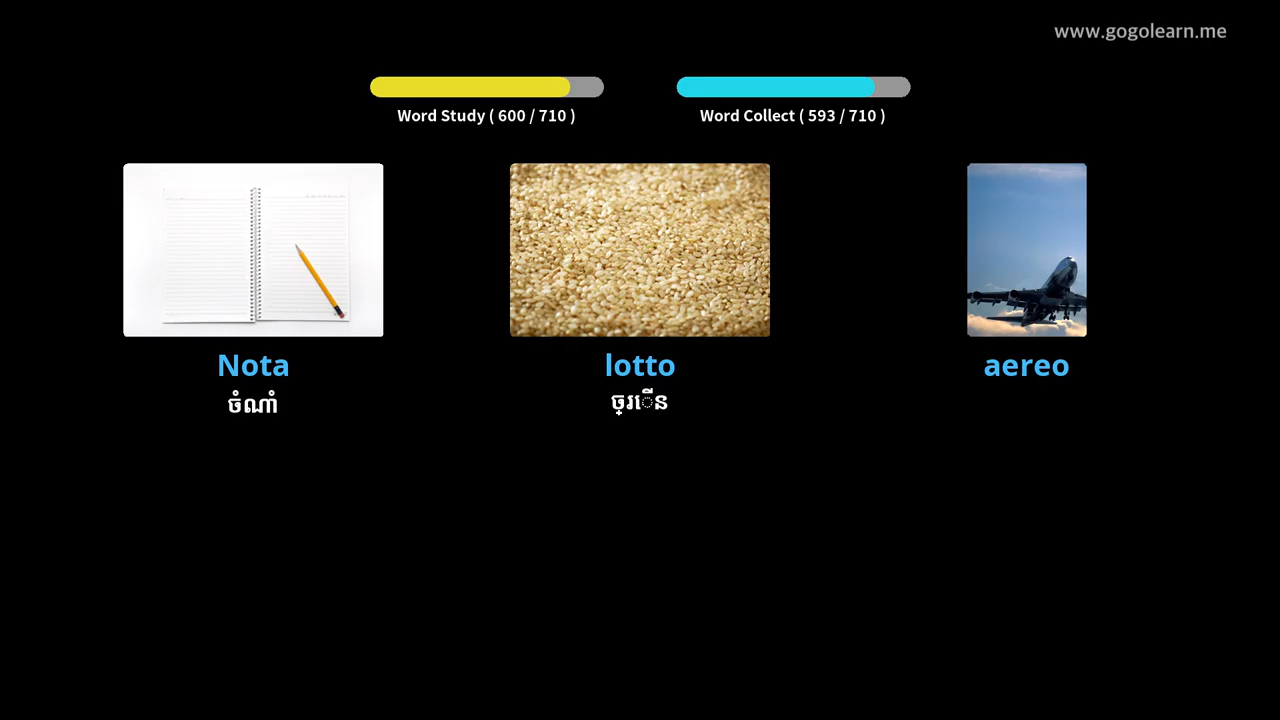 www.gogolearn.me
Word Study ( 600 / 710 )
Word Collect ( 593 / 710 )
Nota
ចំណាំ
lotto
ច្រើន
aereo